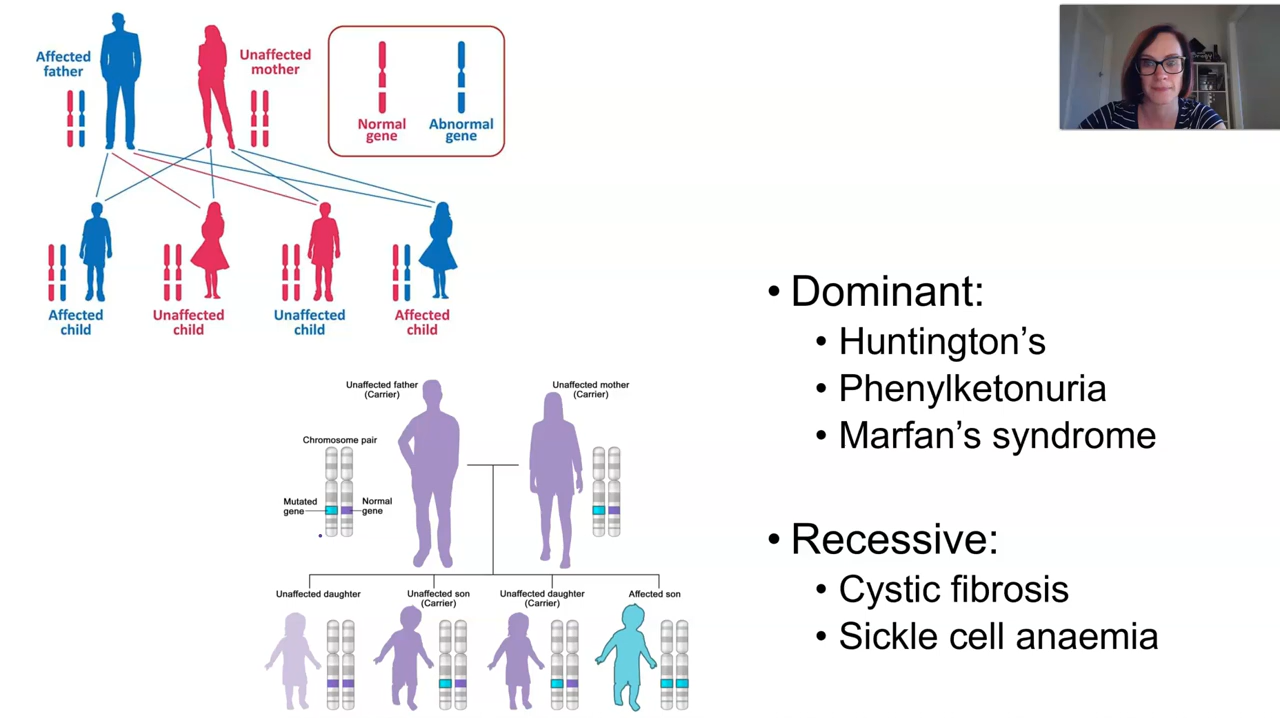 Affected
father
Unaffected
mother
Normal
gene
Abnormal
gene
Affected
child
Unaffected
child
Unaffected
child
Affected
child
Unaffected father
(Carrier)
Unaffected mother
(Carrier)
Chromosome pair
Mutated
gene
Normal
gene
Unaffected daughter
Unaffected son
(Carrier)
Unaffected daughter
(Carrier)
Affected son
• Dominant:
• Huntington’s
• Phenylketonuria
• Marfan’s syndrome
• Recessive:
• Cystic fibrosis
• Sickle cell anaemia